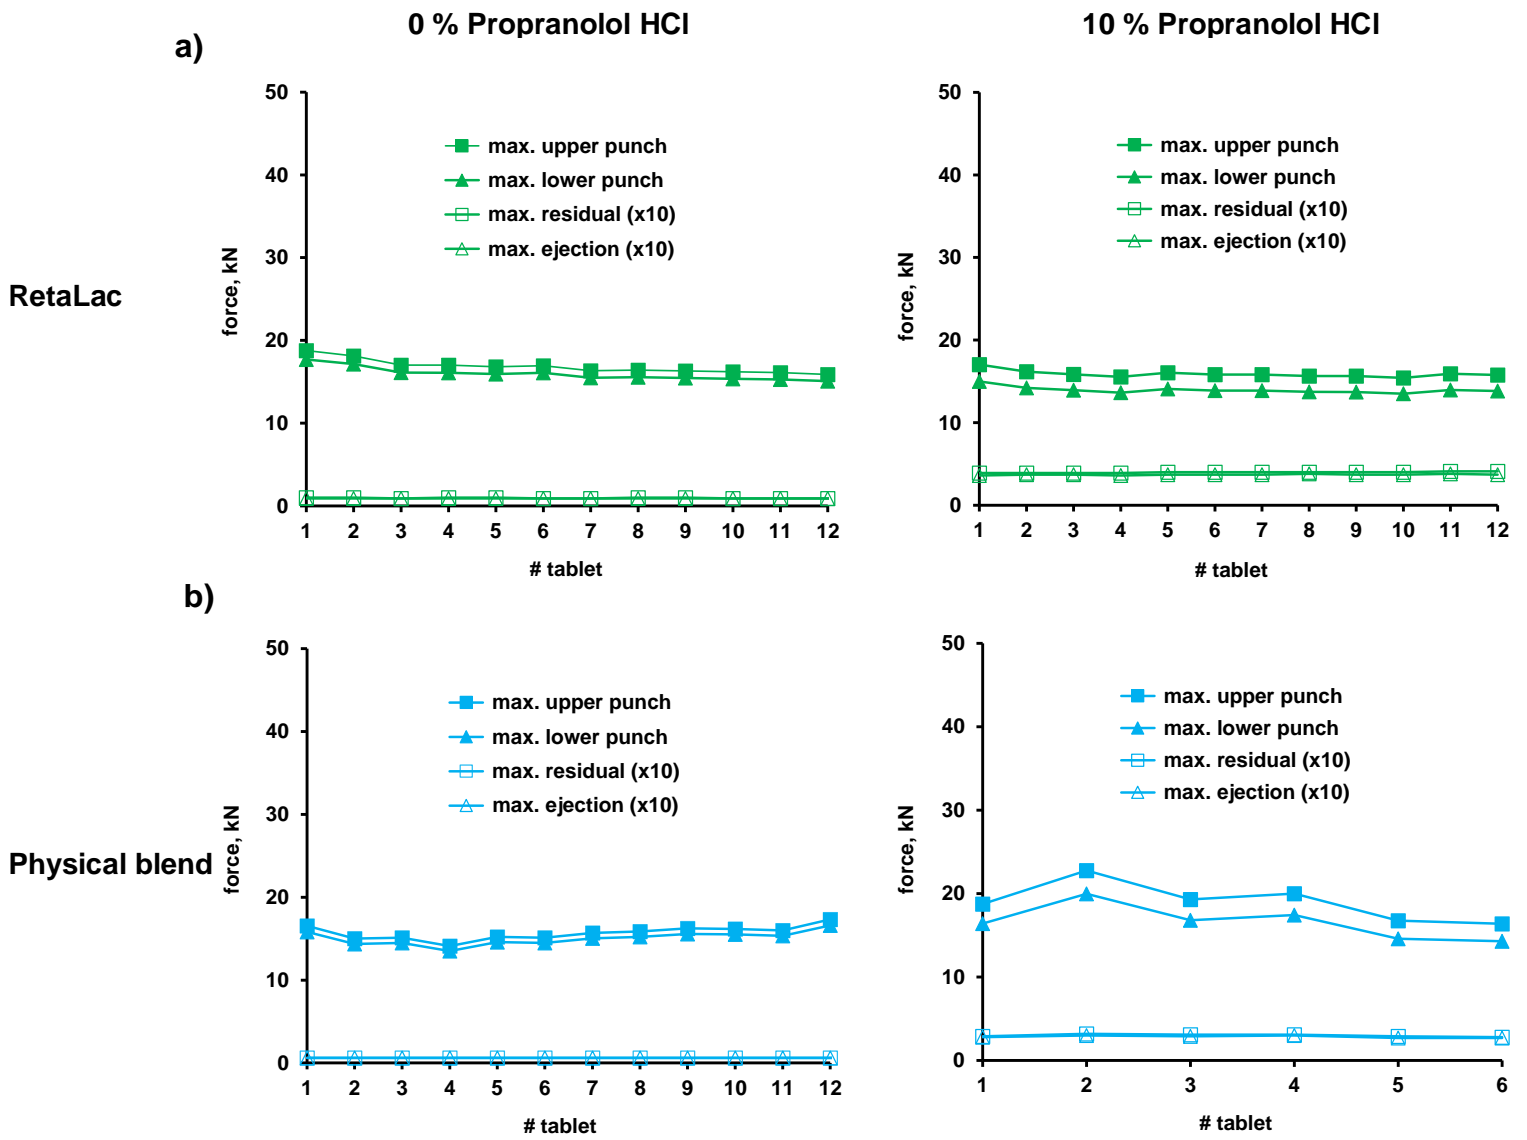 0 % Propranolol HCl
10 % Propranolol HCl
a)
RetaLac
50
40
30
20
10
0
force, kN
max. upper punch
max. lower punch
max. residual (x10)
max. ejection (x10)
1 2 3 4 5 6 7 8 9 10 11 12
# tablet
50
40
30
20
10
0
force, kN
max. upper punch
max. lower punch
max. residual (x10)
max. ejection (x10)
1 2 3 4 5 6 7 8 9 10 11 12
# tablet
b)
Physical blend
50
40
30
20
10
0
force, kN
max. upper punch
max. lower punch
max. residual (x10)
max. ejection (x10)
1 2 3 4 5 6 7 8 9 10 11 12
# tablet
50
40
30
20
10
0
force, kN
max. upper punch
max. lower punch
max. residual (x10)
max. ejection (x10)
1 2 3 4 5 6
# tablet